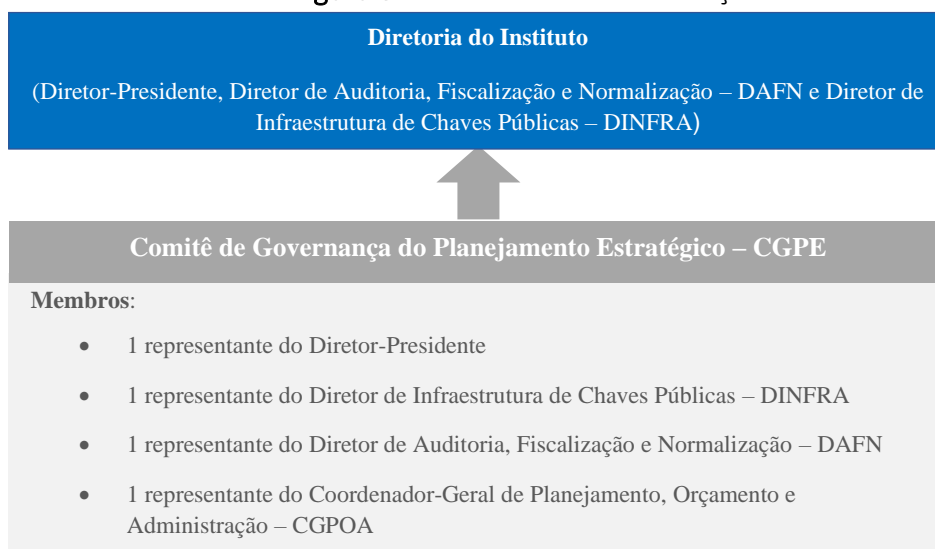 Diretoria do Instituto
(Diretor-Presidente, Diretor de Auditoria, Fiscalização e Normalização – DAFN e Diretor de
Infraestrutura de Chaves Públicas – DINFRA)
Comitê de Governança do Planejamento Estratégico – CGPE
Membros:
• 1 representante do Diretor-Presidente
• 1 representante do Diretor de Infraestrutura de Chaves Públicas – DINFRA
• 1 representante do Diretor de Auditoria, Fiscalização e Normalização – DAFN
• 1 representante do Coordenador-Geral de Planejamento, Orçamento e
Administração – CGPOA